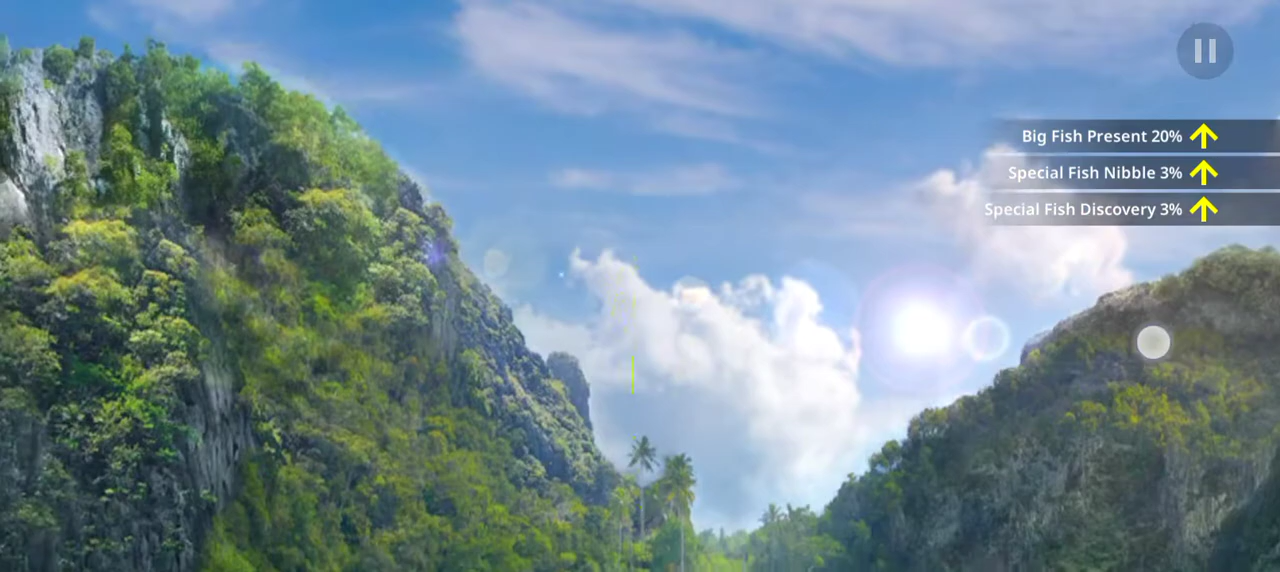 Big Fish Present 20%
Special Fish Nibble 3%
Special Fish Discovery 3%